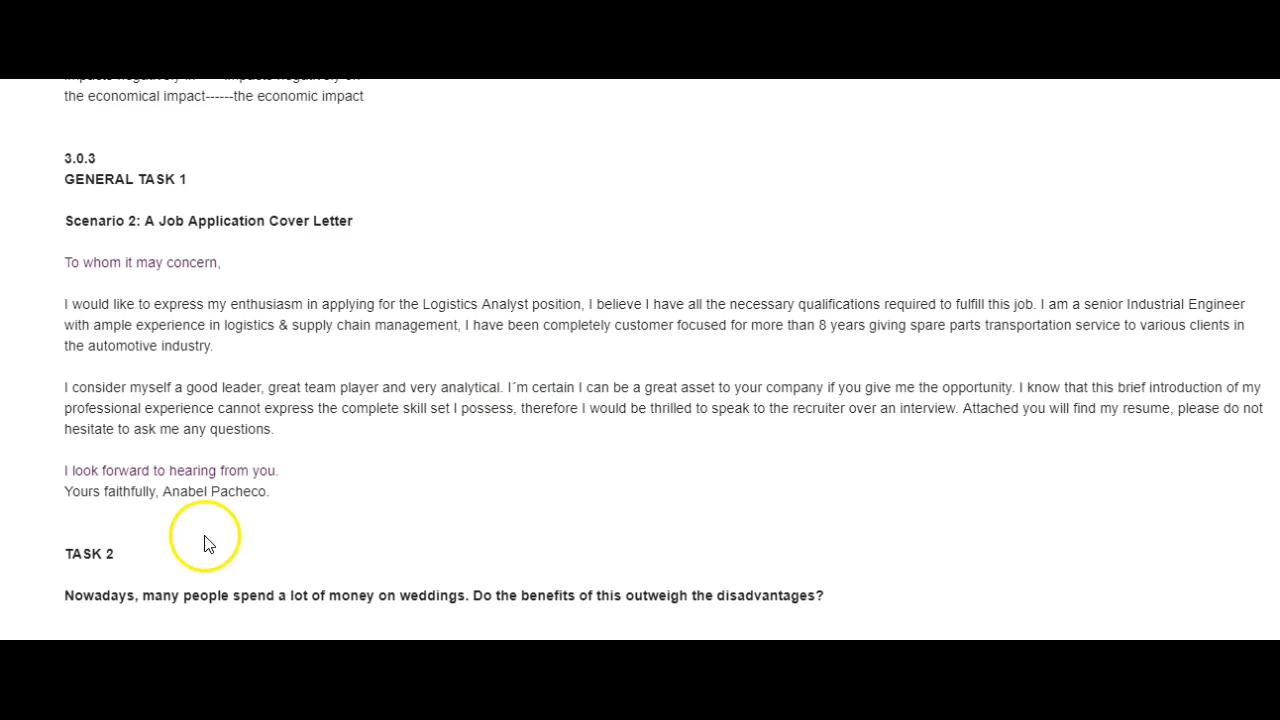 the economical impact------the economic impact
3.0.3
GENERAL TASK 1
Scenario 2: A Job Application Cover Letter
To whom it may concern,
I would like to express my enthusiasm in applying for the Logistics Analyst position, I believe I have all the necessary qualifications required to fulfill this job. I am a senior Industrial Engineer
with ample experience in logistics & supply chain management, I have been completely customer focused for more than 8 years giving spare parts transportation service to various clients in
the automotive industry.
I consider myself a good leader, great team player and very analytical. I´m certain I can be a great asset to your company if you give me the opportunity. I know that this brief introduction of my
professional experience cannot express the complete skill set I possess, therefore I would be thrilled to speak to the recruiter over an interview. Attached you will find my resume, please do not
hesitate to ask me any questions.
I look forward to hearing from you.
Yours faithfully, Anabel Pacheco.
TASK 2
Nowadays, many people spend a lot of money on weddings. Do the benefits of this outweigh the disadvantages?